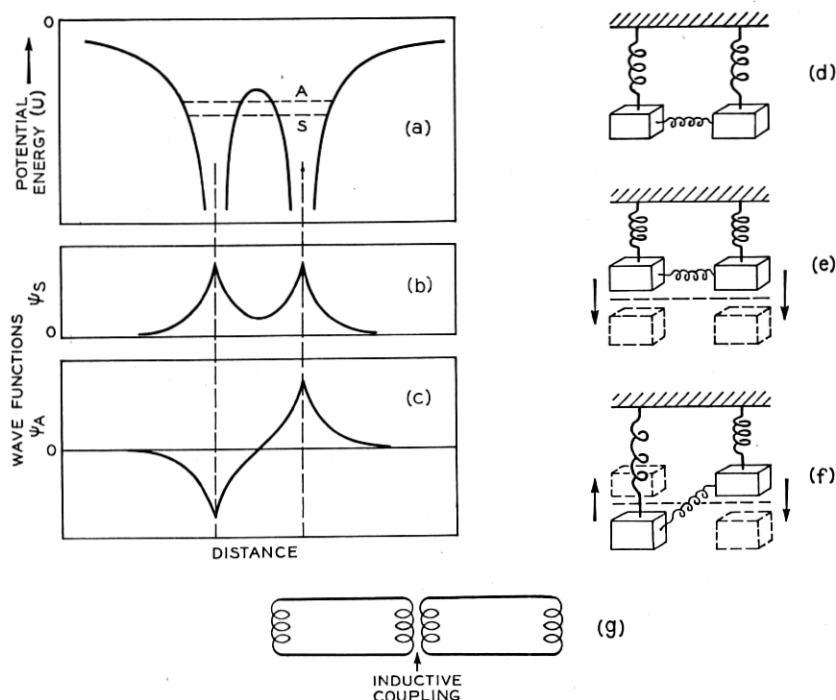 0
POTENTIAL
ENERGY (U)
A
S
(a)
WAVE FUNCTIONS
ψS
0
(b)
ψA
0
(c)
DISTANCE
(d)
(e)
(f)
(g)
INDUCTIVE
COUPLING